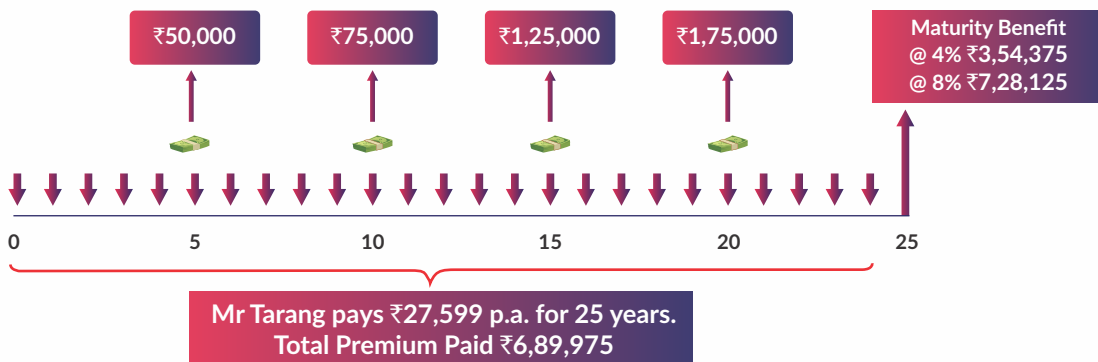 ₹50,000
₹75,000
₹1,25,000
₹1,75,000
Maturity Benefit
@ 4% ₹3,54,375
@ 8% ₹7,28,125
0
5
10
15
20
25
Mr Tarang pays ₹27,599 p.a. for 25 years.
Total Premium Paid ₹6,89,975